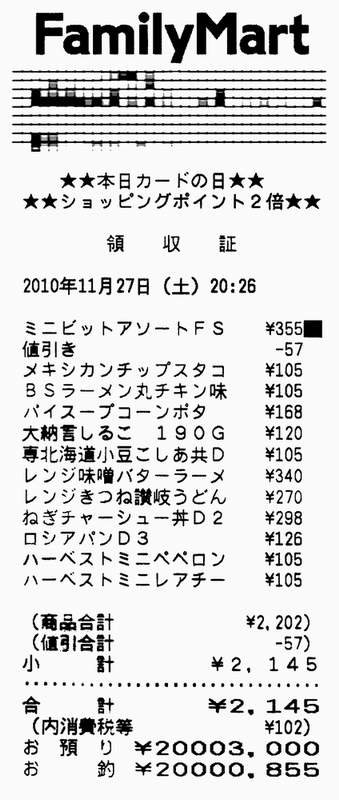 FamilyMart
★★本日カードの日★★
★★ショッピングポイント２倍★★
領 収 証
2010年11月27日（土）20:26
ミニビットアソートＦＳ ¥355■
値引き -57
メキシカンチップスタコ ¥105
ＢＳラーメン丸チキン味 ¥105
パイスープコーンポタ ¥168
大納言しるこ １９０Ｇ ¥120
専北海道小豆こしあ共Ｄ ¥105
レンジ味噌バターラーメ ¥340
レンジきつね讃岐うどん ¥270
ねぎチャーシュー丼Ｄ２ ¥298
ロシアパンＤ３ ¥126
ハーベストミニペペロン ¥105
ハーベストミニレアチー ¥105
（商品合計 ¥2,202)
（値引合計 -57)
小 計 ¥２，１４５
合 計 ¥２，１４５
（内消費税等 ¥102)
お 預 り ¥20003,000
お 釣 ¥20000,855